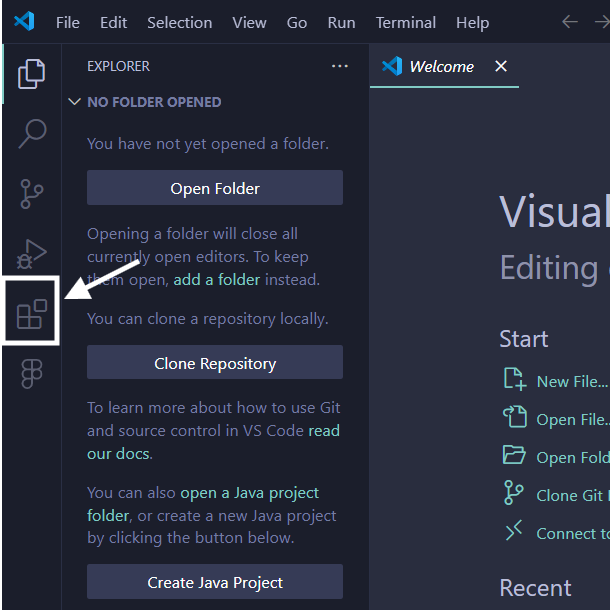 File Edit Selection View Go Run Terminal Help
EXPLORER
Welcome
NO FOLDER OPENED
You have not yet opened a folder.
Open Folder
Opening a folder will close all
currently open editors. To keep
them open, add a folder instead.
You can clone a repository locally.
Clone Repository
To learn more about how to use Git
and source control in VS Code read
our docs.
You can also open a Java project
folder, or create a new Java project
by clicking the button below.
Create Java Project
Visual
Editing
Start
New File...
Open File..
Open Fold
Clone Git
Connect to
Recent